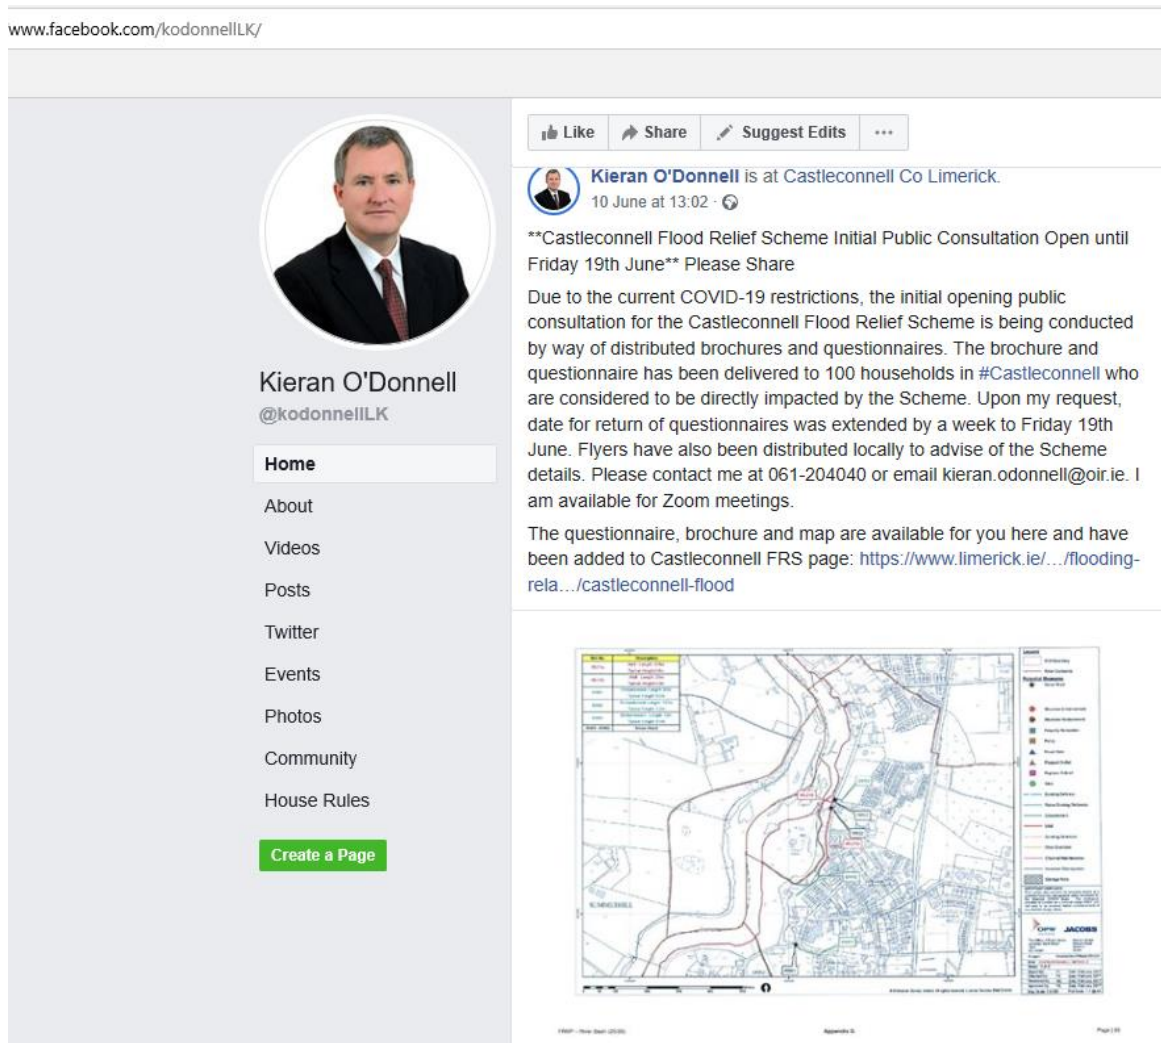 www.facebook.com/kodonnellLK/
Like
Share
Suggest Edits
Kieran O'Donnell is at Castleconnell Co Limerick.
10 June at 13:02 ·
**Castleconnell Flood Relief Scheme Initial Public Consultation Open until
Friday 19th June** Please Share
Due to the current COVID-19 restrictions, the initial opening public
consultation for the Castleconnell Flood Relief Scheme is being conducted
by way of distributed brochures and questionnaires. The brochure and
questionnaire has been delivered to 100 households in #Castleconnell who
are considered to be directly impacted by the Scheme. Upon my request,
date for return of questionnaires was extended by a week to Friday 19th
June. Flyers have also been distributed locally to advise of the Scheme
details. Please contact me at 061-204040 or email kieran.odonnell@oir.ie. I
am available for Zoom meetings.
The questionnaire, brochure and map are available for you here and have
been added to Castleconnell FRS page: https://www.limerick.ie/…/flooding-
rela…/castleconnell-flood
Kieran O'Donnell
@kodonnellLK
Home
About
Videos
Posts
Twitter
Events
Photos
Community
House Rules
Create a Page
OPW JACOBS
Page |